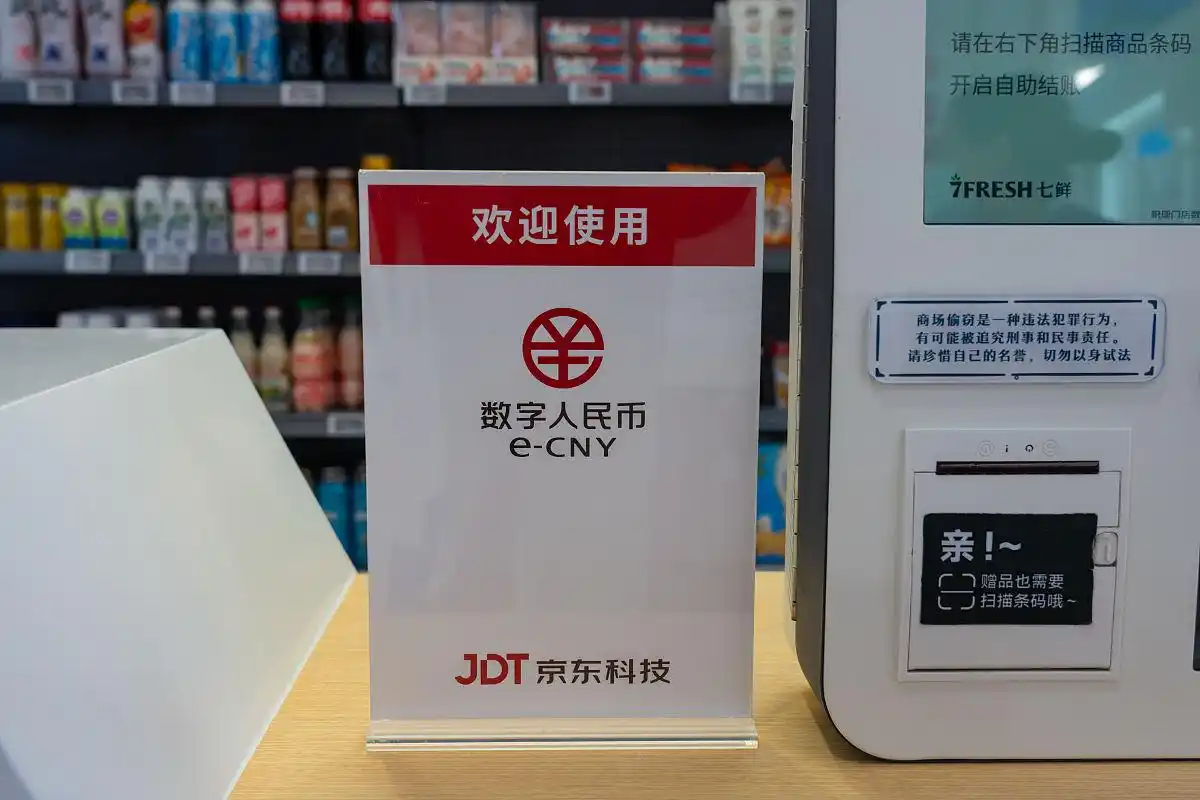 欢迎使用
数字人民币
e-CNY
JDT 京东科技
请在右下角扫描商品条码
开启自助结账
7FRESH 七鲜
商场偷窃是一种违法犯罪行为，
有可能被追究刑事和民事责任。
请珍惜自己的名誉，切勿以身试法
亲！~
赠品也需要
扫描条码哦~